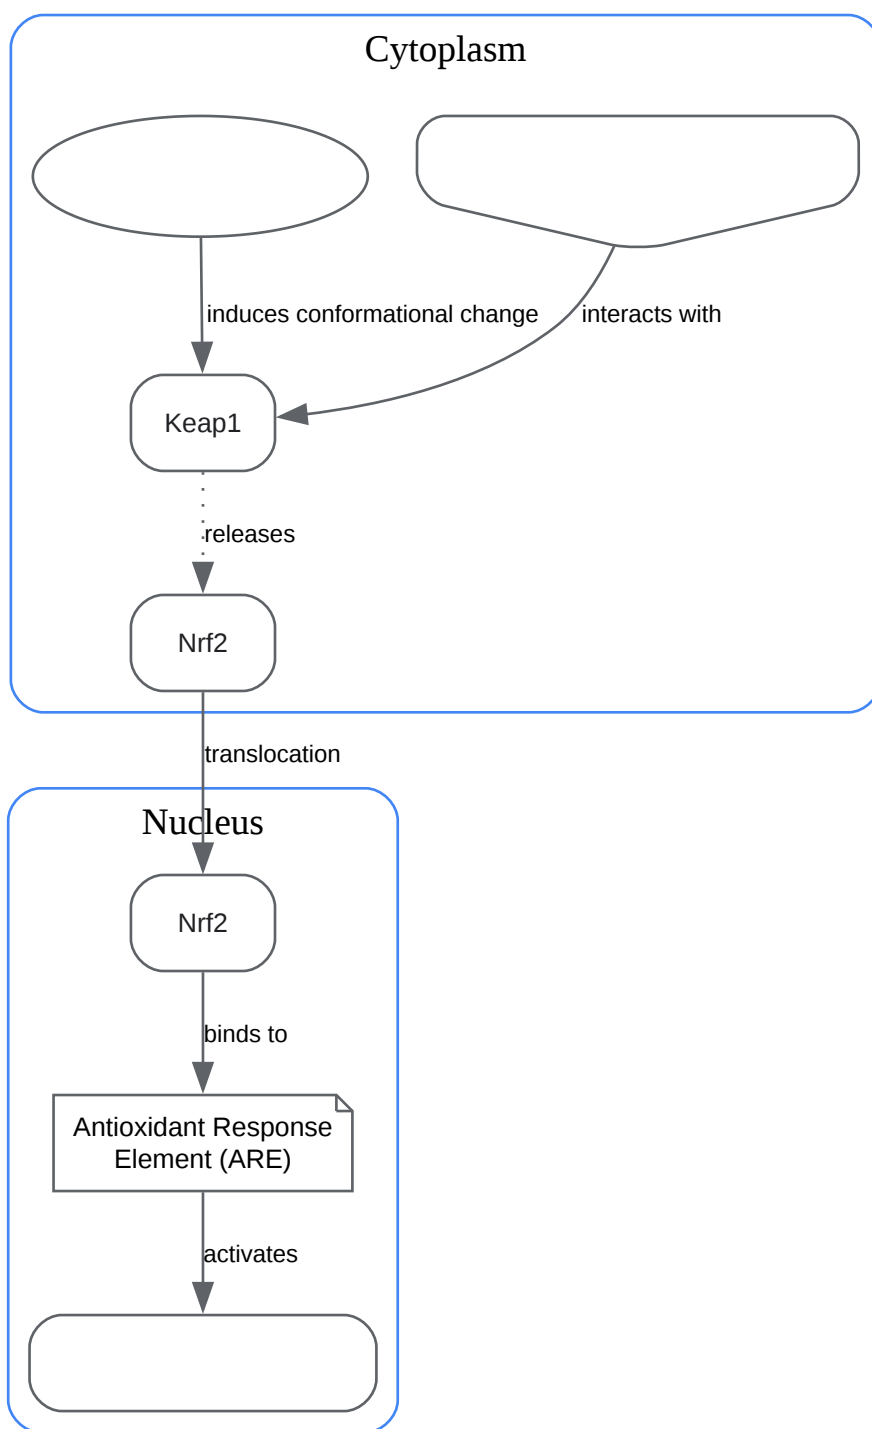 Cytoplasm
induces conformational change
interacts with
Keap1
releases
Nrf2
translocation
Nucleus
Nrf2
binds to
Antioxidant Response
Element (ARE)
activates